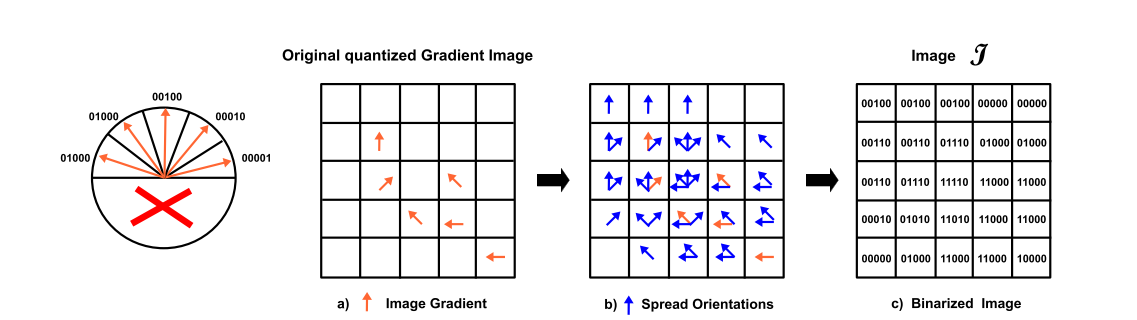 Original quantized Gradient Image
Image 𝒥
00100
01000
00010
01000
00001
00100 00100 00100 00000 00000
00110 00110 01110 01000 01000
00110 01110 11110 11000 11000
00010 01010 11010 11000 11000
00000 01000 11000 11000 10000
a) Image Gradient
b) Spread Orientations
c) Binarized Image